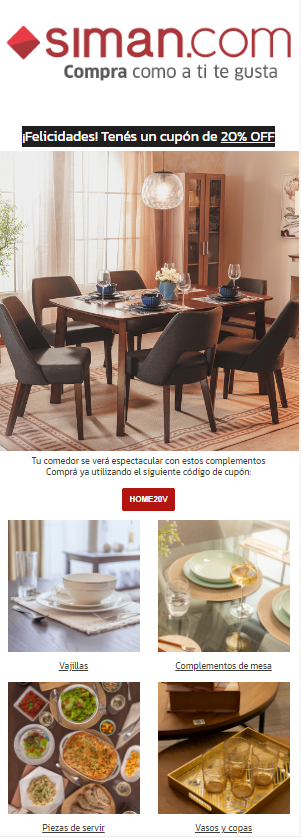 siman.com
Compra como a ti te gusta
¡Felicidades! Tenés un cupón de 20% OFF
Tu comedor se verá espectacular con estos complementos
Comprá ya utilizando el siguiente código de cupón:
HOME20V
Vajillas
Complementos de mesa
Piezas de servir
Vasos y copas